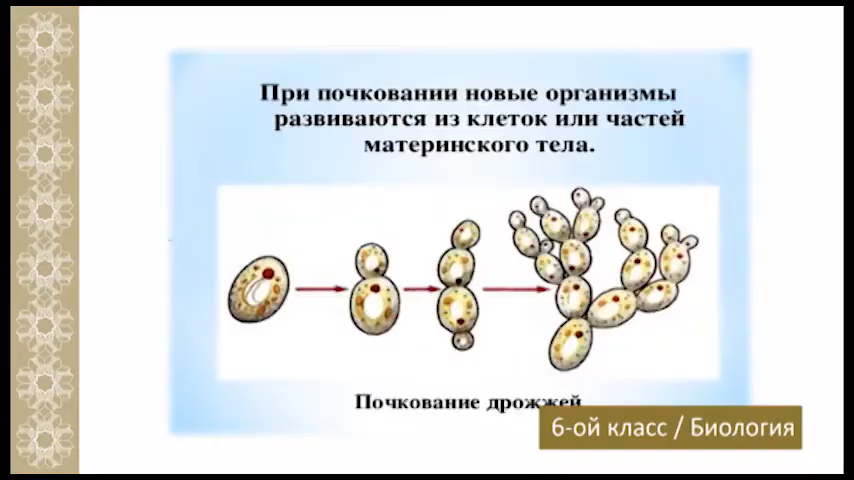 При почковании новые организмы
развиваются из клеток или частей
материнского тела.
Почкование дрожжей
6-ой класс / Биология